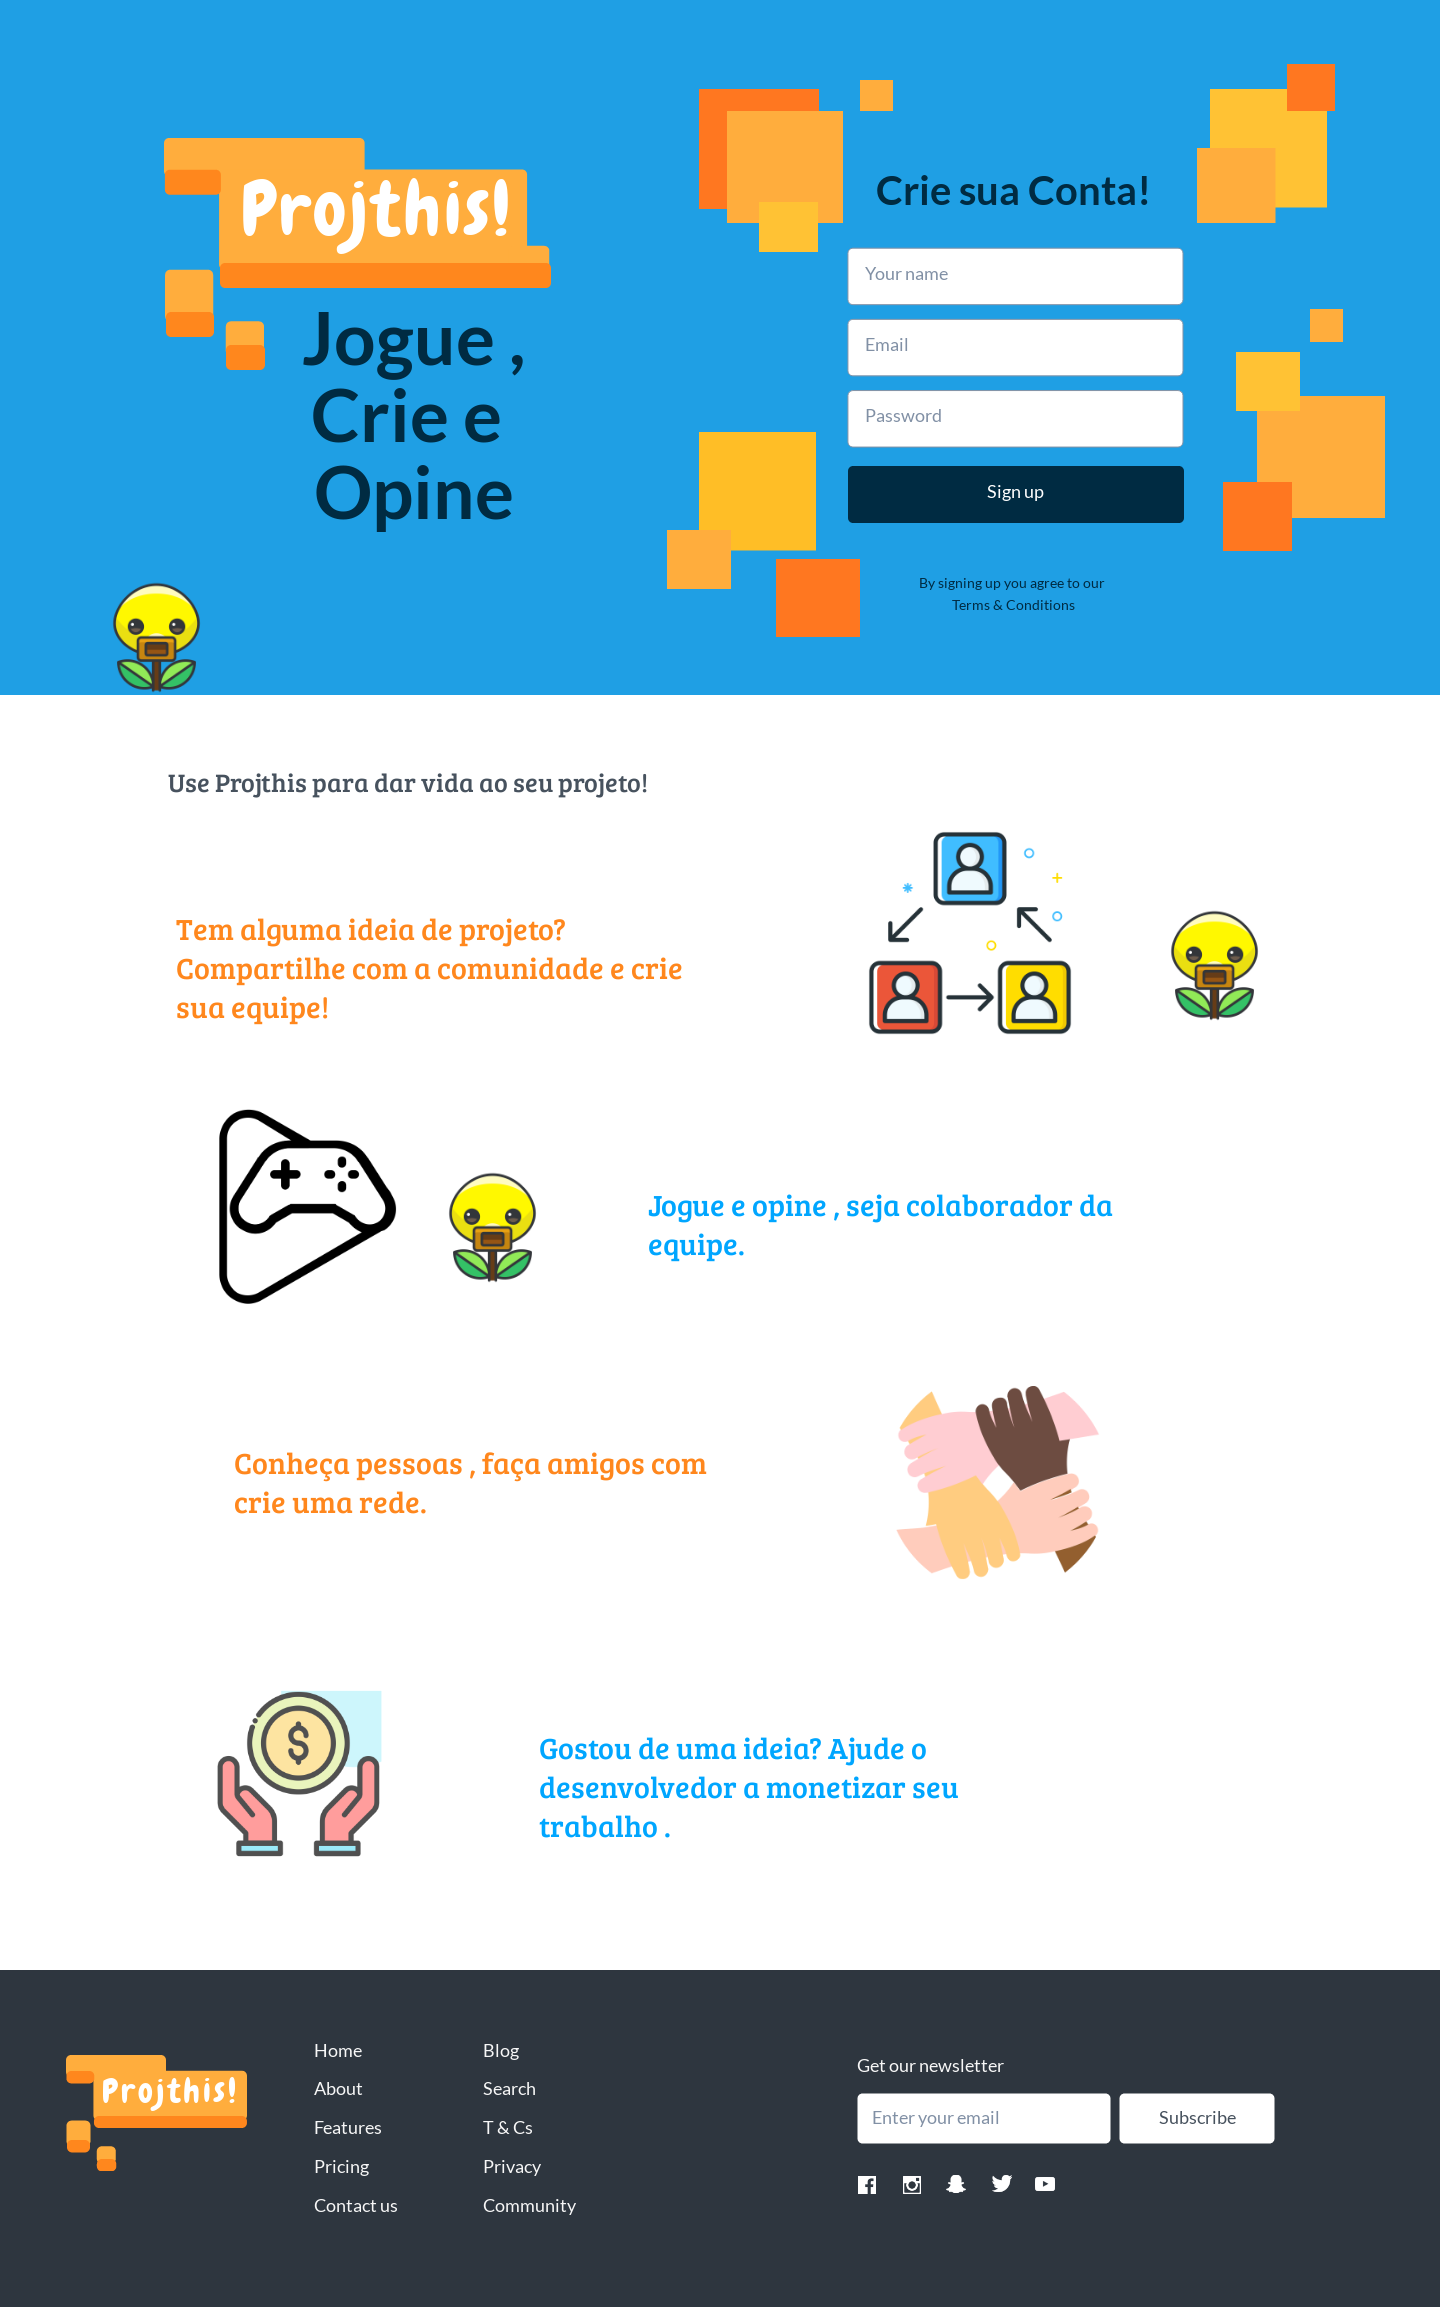 Projthis!
Jogue ,
Crie e
Opine
Crie sua Conta!
Your name
Email
Password
Sign up
By signing up you agree to our
Terms & Conditions
Use Projthis para dar vida ao seu projeto!
Tem alguma ideia de projeto?
Compartilhe com a comunidade e crie
sua equipe!
Jogue e opine , seja colaborador da
equipe.
Conheça pessoas , faça amigos com
crie uma rede.
$
Gostou de uma ideia? Ajude o
desenvolvedor a monetizar seu
trabalho .
Projthis!
Home
About
Features
Pricing
Contact us
Blog
Search
T & Cs
Privacy
Community
Get our newsletter
Enter your email
Subscribe